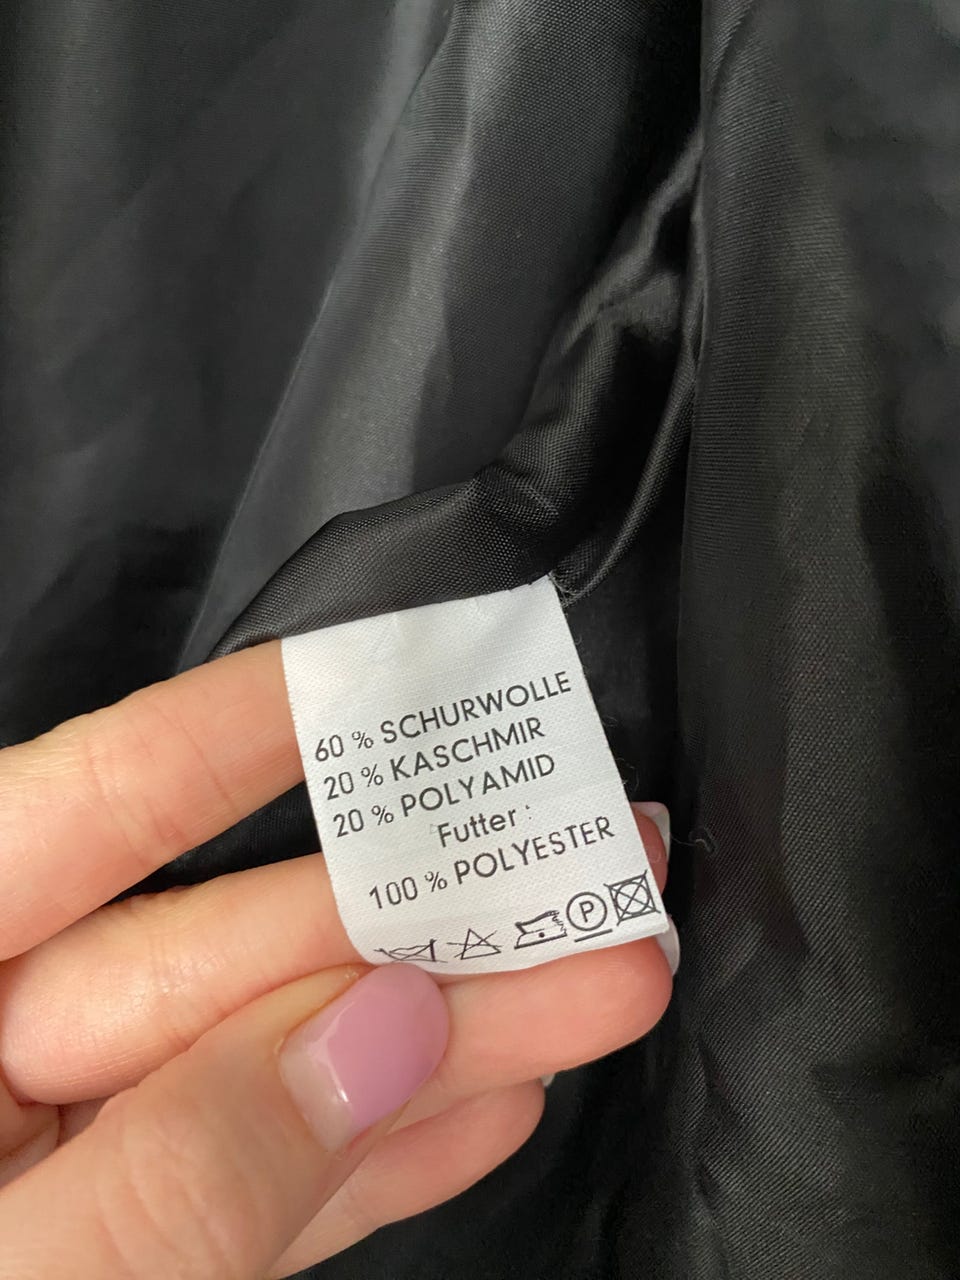 60 % SCHURWOLLE
20 % KASCHMIR
20 % POLYAMID
Futter :
100 % POLYESTER
P